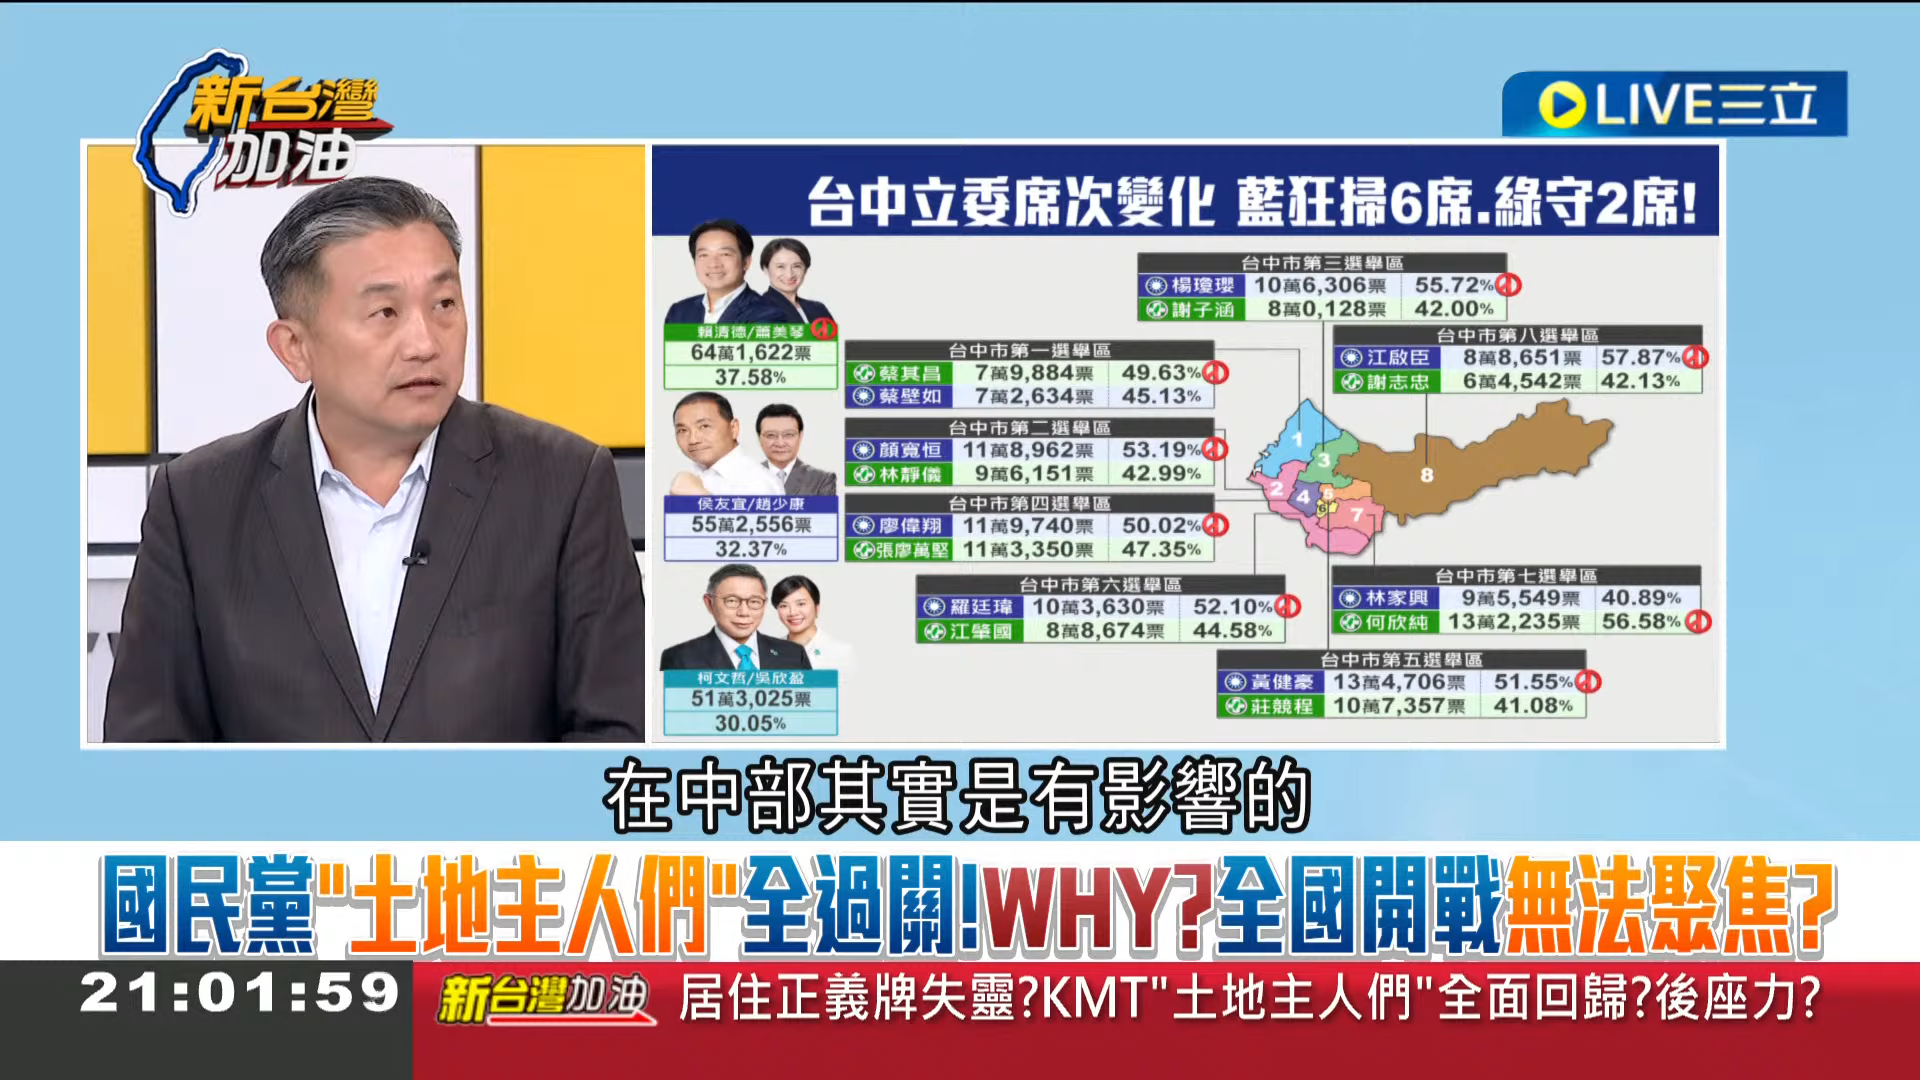 新台灣
加油
LIVE三立
台中立委席次變化 藍狂掃6席.綠守2席!
賴清德/蕭美琴
64萬1,622票
37.58%
侯友宜/趙少康
55萬2,556票
32.37%
柯文哲/吳欣盈
51萬3,025票
30.05%
台中市第三選舉區
楊瓊瓔 10萬6,306票 55.72%
謝子涵 8萬0,128票 42.00%
台中市第八選舉區
江啟臣 8萬8,651票 57.87%
謝志忠 6萬4,542票 42.13%
台中市第一選舉區
蔡其昌 7萬9,884票 49.63%
蔡壁如 7萬2,634票 45.13%
台中市第二選舉區
顏寬恒 11萬8,962票 53.19%
林靜儀 9萬6,151票 42.99%
台中市第四選舉區
廖偉翔 11萬9,740票 50.02%
張廖萬堅 11萬3,350票 47.35%
台中市第六選舉區
羅廷瑋 10萬3,630票 52.10%
江肇國 8萬8,674票 44.58%
台中市第七選舉區
林家興 9萬5,549票 40.89%
何欣純 13萬2,235票 56.58%
台中市第五選舉區
黃健豪 13萬4,706票 51.55%
莊競程 10萬7,357票 41.08%
1
3
2
4
5
6
7
8
在中部其實是有影響的
國民黨"土地主人們"全過關!WHY?全國開戰無法聚焦?
21:01:59
新台灣加油
居住正義牌失靈?KMT"土地主人們"全面回歸?後座力?